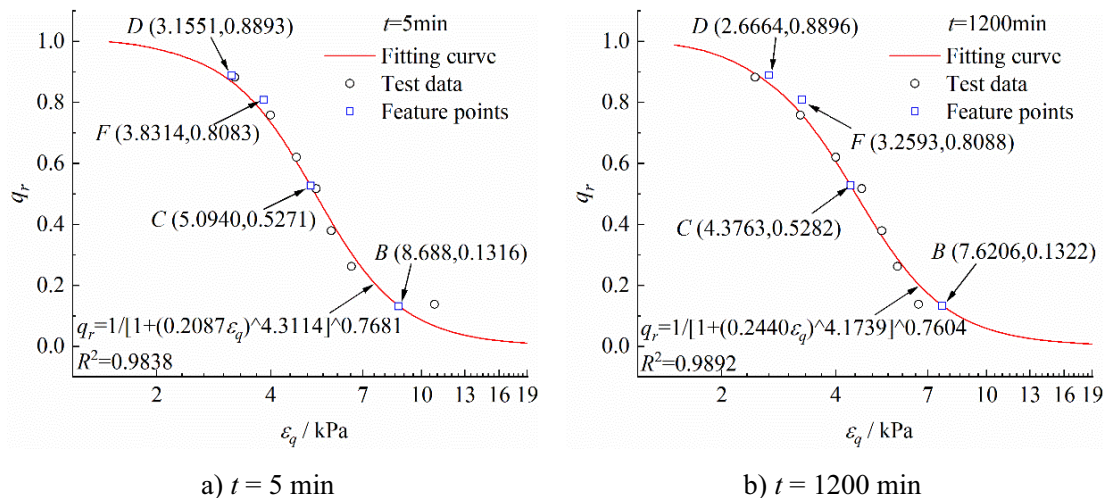 D (3.1551,0.8893)
t=5min
Fitting curvc
Test data
Feature points
F (3.8314,0.8083)
C (5.0940,0.5271)
B (8.688,0.1316)
q_r=1/[1+(0.2087ε_q)^4.3114]^0.7681
R²=0.9838
1.0
0.8
0.6
0.4
0.2
0.0
q_r
2 4 7 10 13 16 19
ε_q / kPa
a) t = 5 min
D (2.6664,0.8896)
t=1200min
Fitting curvc
Test data
Feature points
F (3.2593,0.8088)
C (4.3763,0.5282)
B (7.6206,0.1322)
q_r=1/[1+(0.2440ε_q)^4.1739]^0.7604
R²=0.9892
1.0
0.8
0.6
0.4
0.2
0.0
q_r
2 4 7 10 13 16 19
ε_q / kPa
b) t = 1200 min